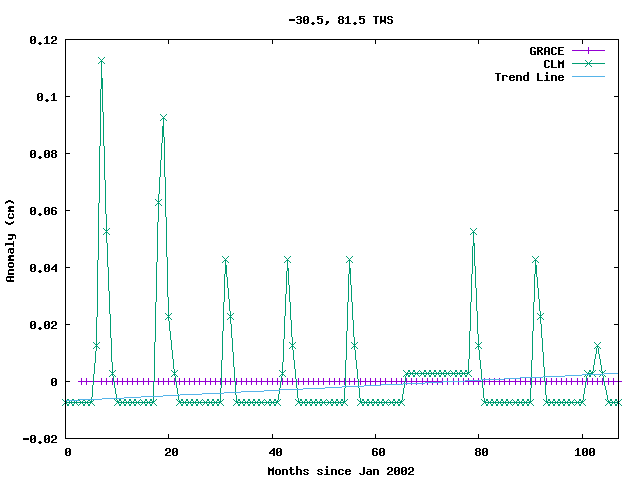 -30.5, 81.5 TWS
GRACE
CLM
Trend Line
0.12
0.1
0.08
0.06
0.04
0.02
0
-0.02
Anomaly (cm)
0 20 40 60 80 100
Months since Jan 2002